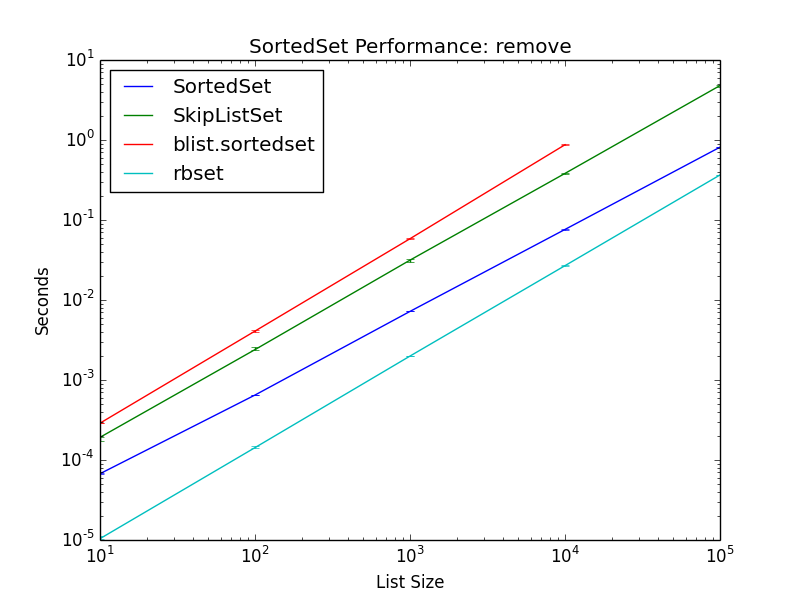 SortedSet Performance: remove
SortedSet
SkipListSet
blist.sortedset
rbset
Seconds
10^1
10^0
10^-1
10^-2
10^-3
10^-4
10^-5
10^1 10^2 10^3 10^4 10^5
List Size